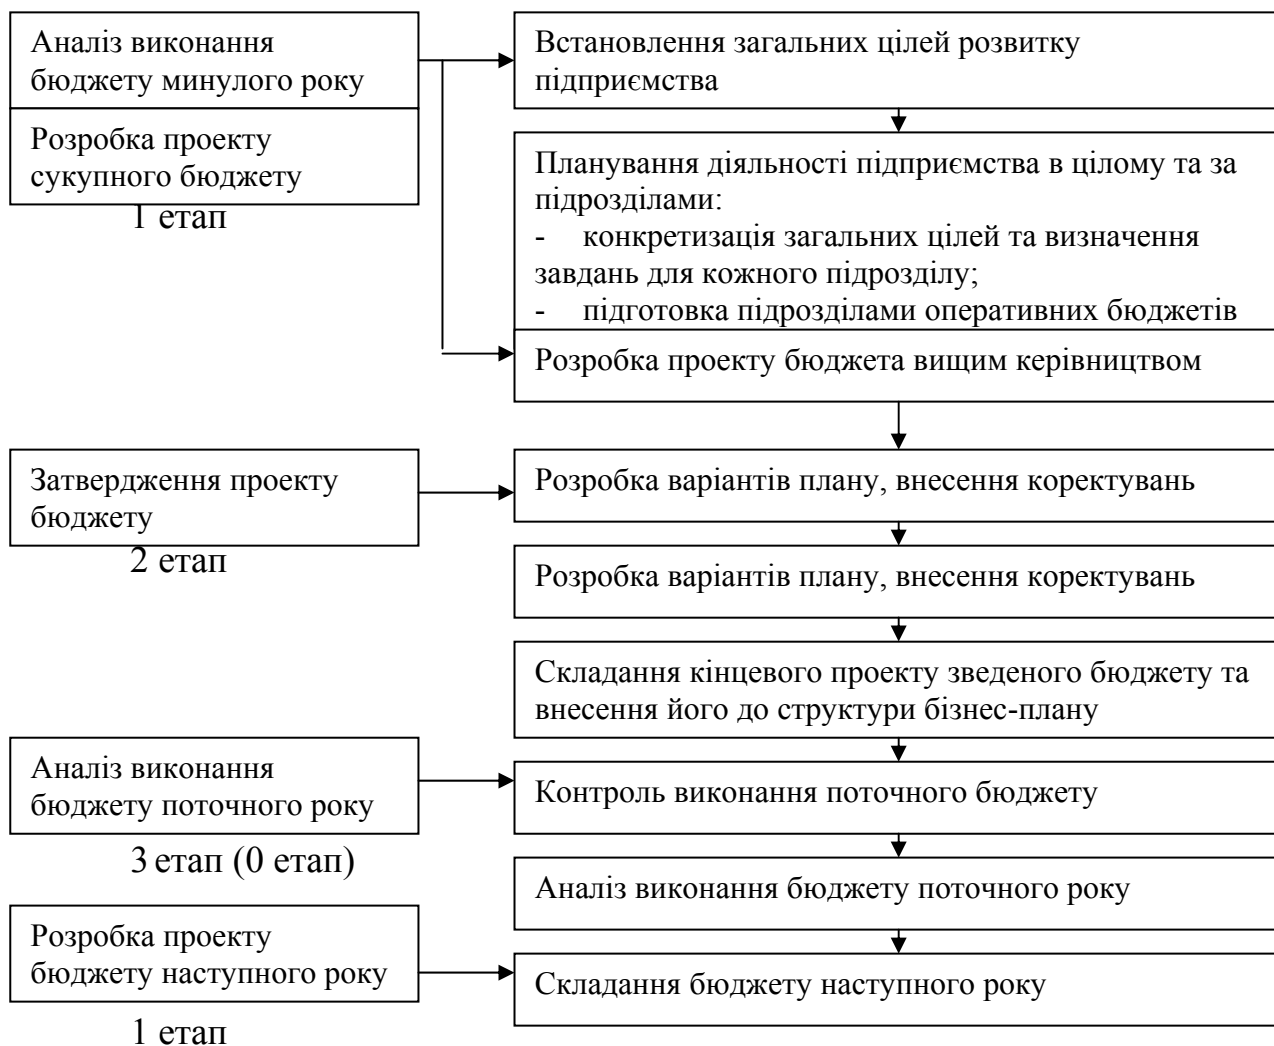 Аналіз виконання
бюджету минулого року
Розробка проекту
сукупного бюджету
1 етап
Встановлення загальних цілей розвитку
підприємства
Планування діяльності підприємства в цілому та за
підрозділами:
- конкретизація загальних цілей та визначення
завдань для кожного підрозділу;
- підготовка підрозділами оперативних бюджетів
Розробка проекту бюджета вищим керівництвом
Затвердження проекту
бюджету
2 етап
Розробка варіантів плану, внесення коректувань
Розробка варіантів плану, внесення коректувань
Складання кінцевого проекту зведеного бюджету та
внесення його до структури бізнес-плану
Аналіз виконання
бюджету поточного року
3 етап (0 етап)
Контроль виконання поточного бюджету
Аналіз виконання бюджету поточного року
Розробка проекту
бюджету наступного року
1 етап
Складання бюджету наступного року